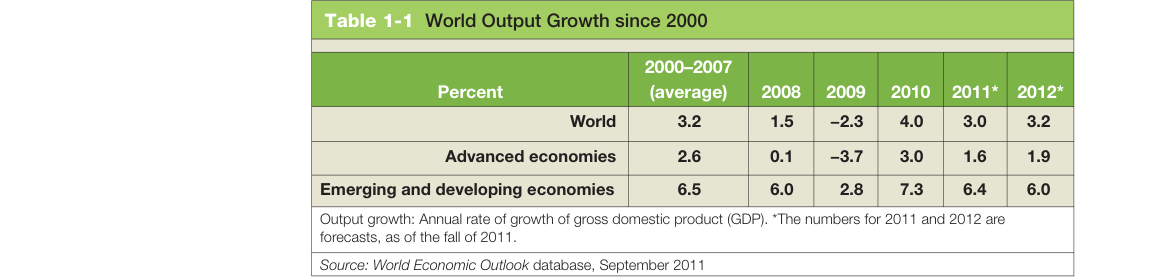 Table 1-1 World Output Growth since 2000
Percent 2000–2007 (average) 2008 2009 2010 2011* 2012*
World 3.2 1.5 −2.3 4.0 3.0 3.2
Advanced economies 2.6 0.1 −3.7 3.0 1.6 1.9
Emerging and developing economies 6.5 6.0 2.8 7.3 6.4 6.0
Output growth: Annual rate of growth of gross domestic product (GDP). *The numbers for 2011 and 2012 are
forecasts, as of the fall of 2011.
Source: World Economic Outlook database, September 2011